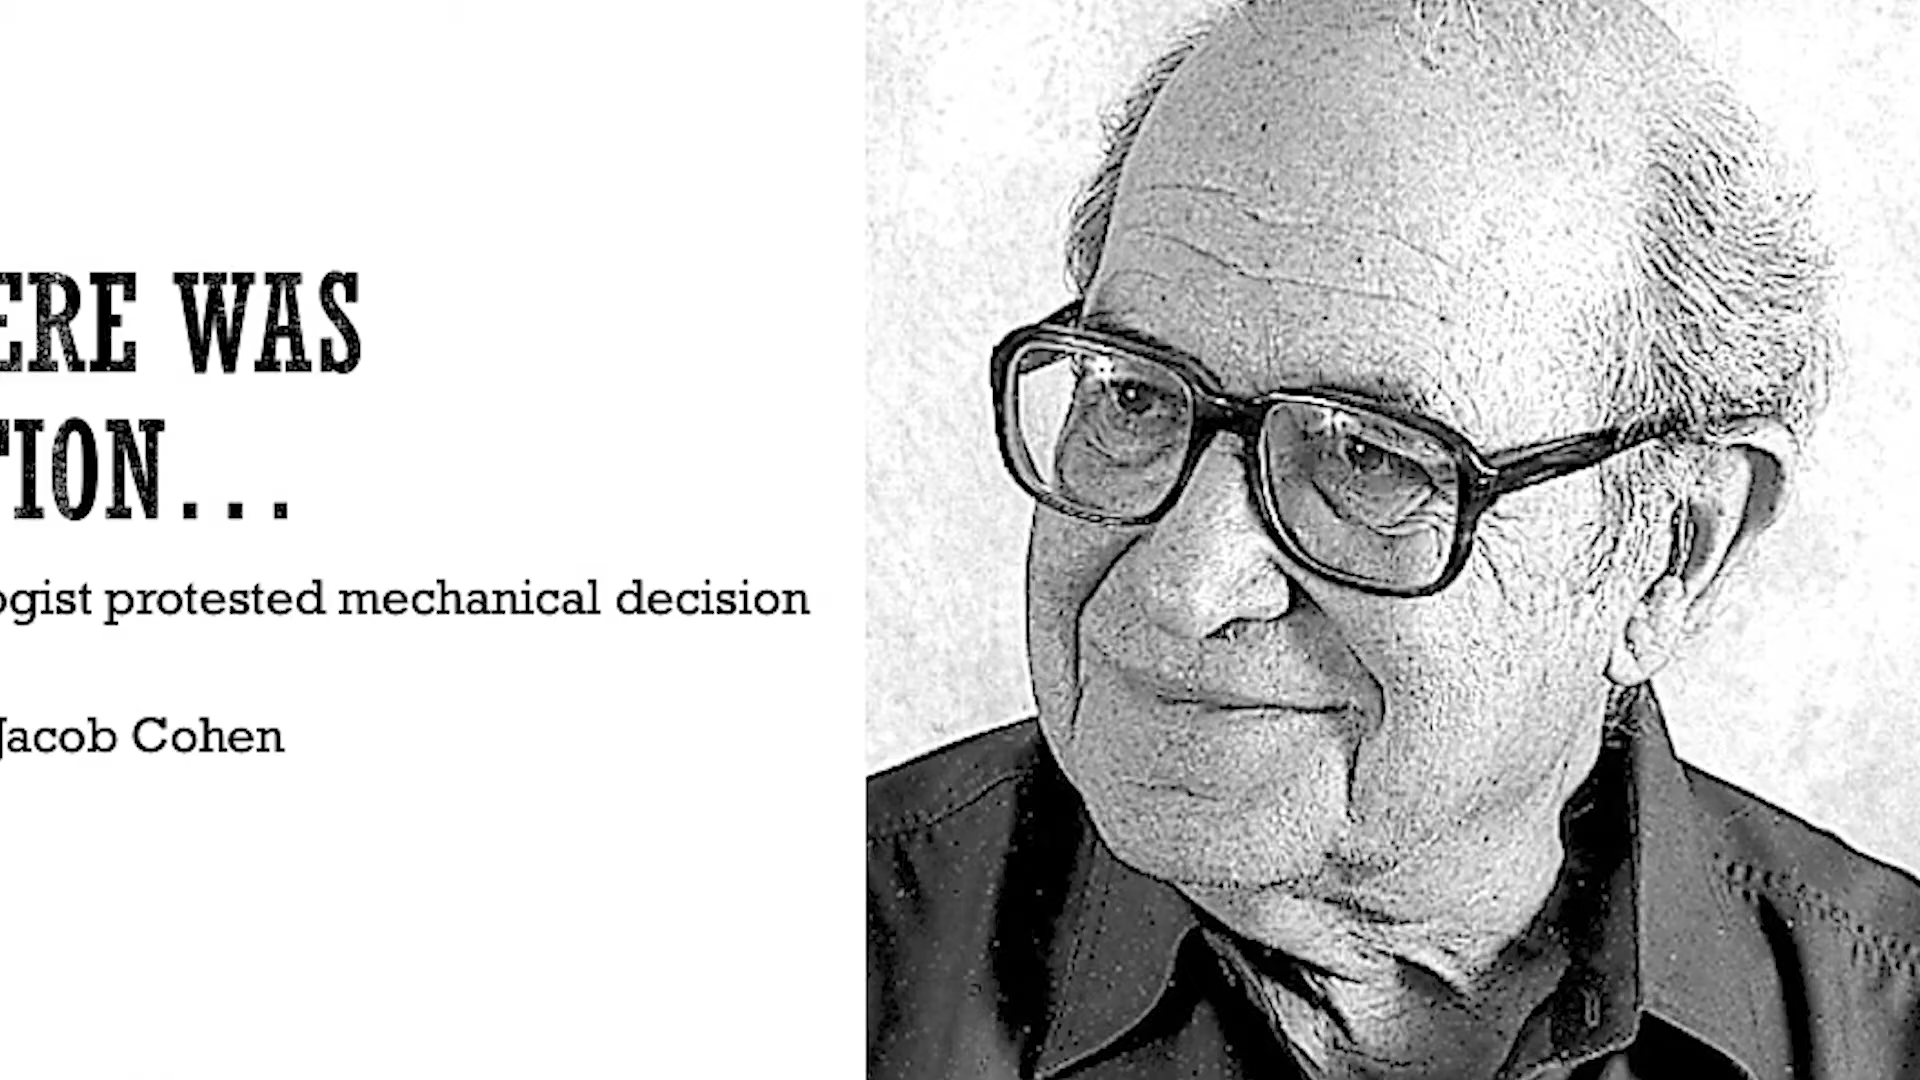 ERE WAS
TION...
ogist protested mechanical decision
Jacob Cohen